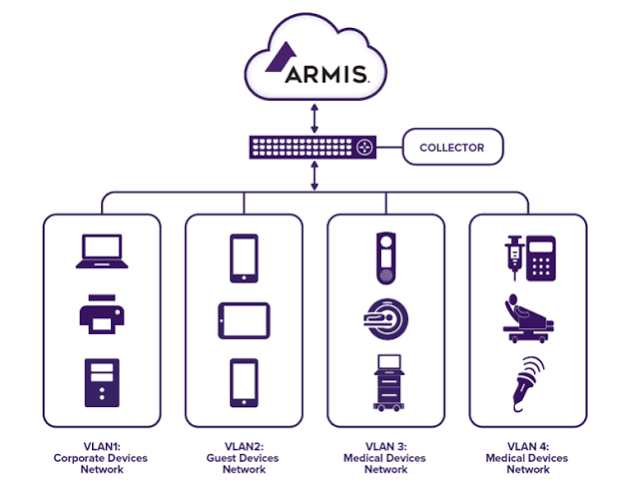 ARMIS.
COLLECTOR
VLAN1:
Corporate Devices
Network
VLAN2:
Guest Devices
Network
VLAN 3:
Medical Devices
Network
VLAN 4:
Medical Devices
Network